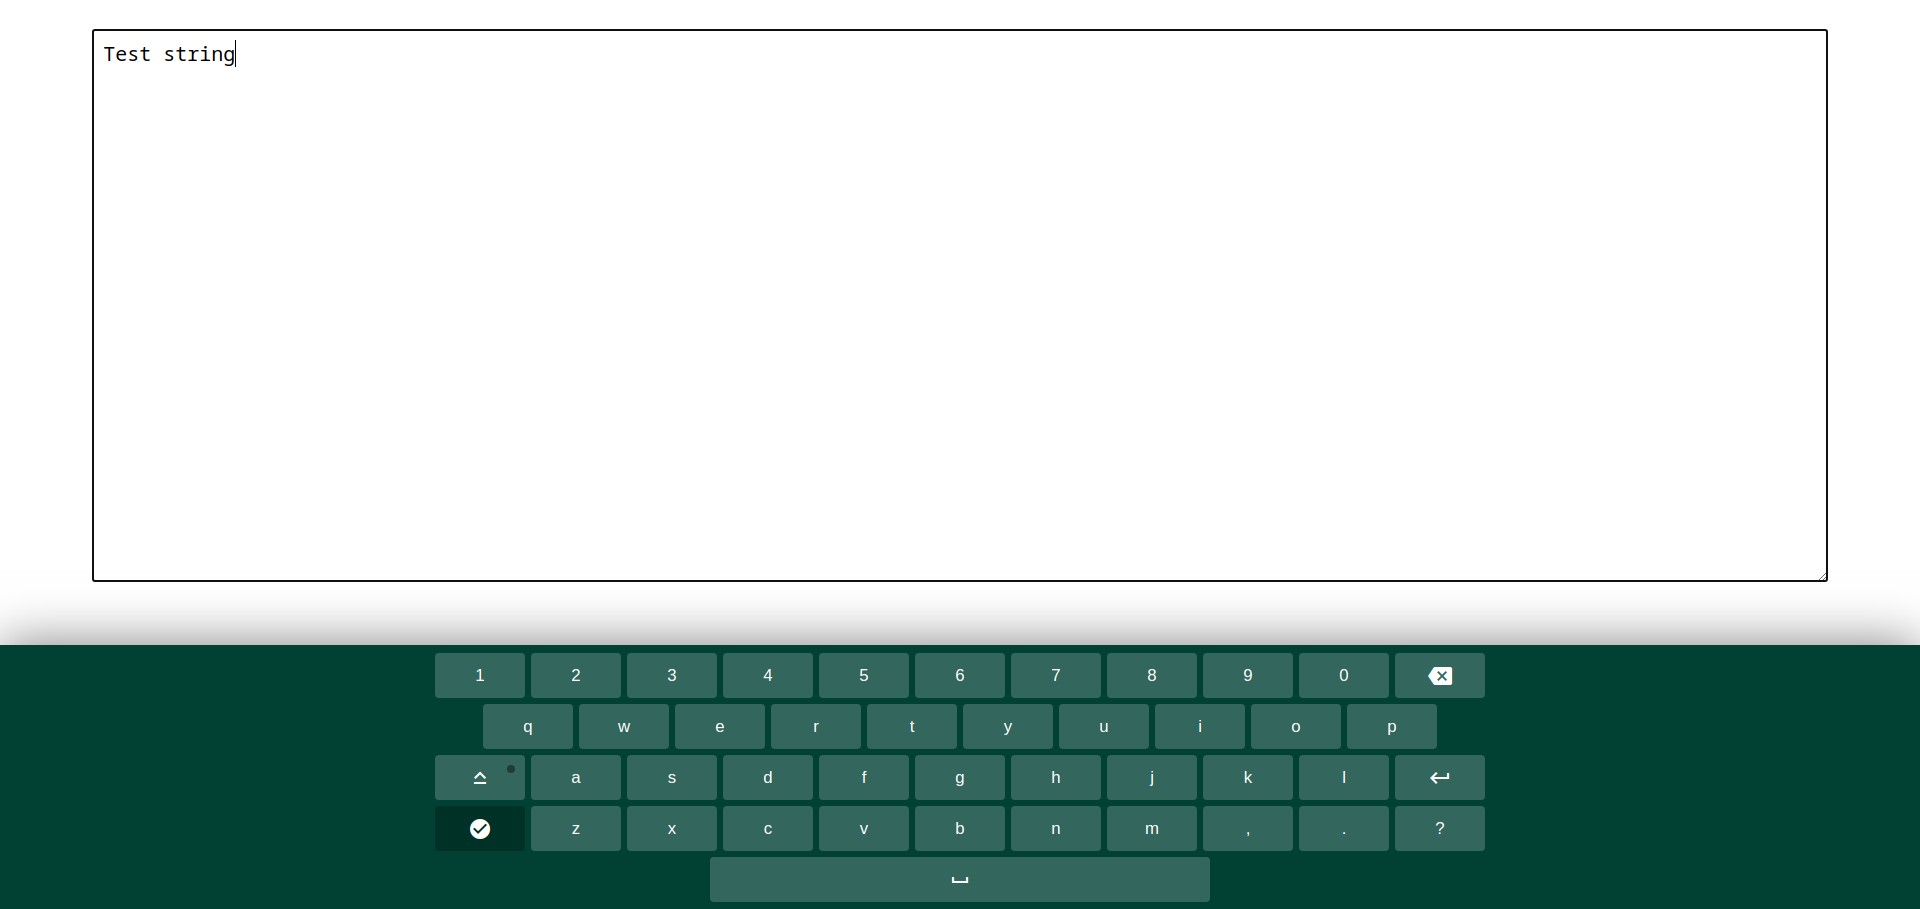 Test string
1 2 3 4 5 6 7 8 9 0
q w e r t y u i o p
a s d f g h j k l
z x c v b n m , . ?